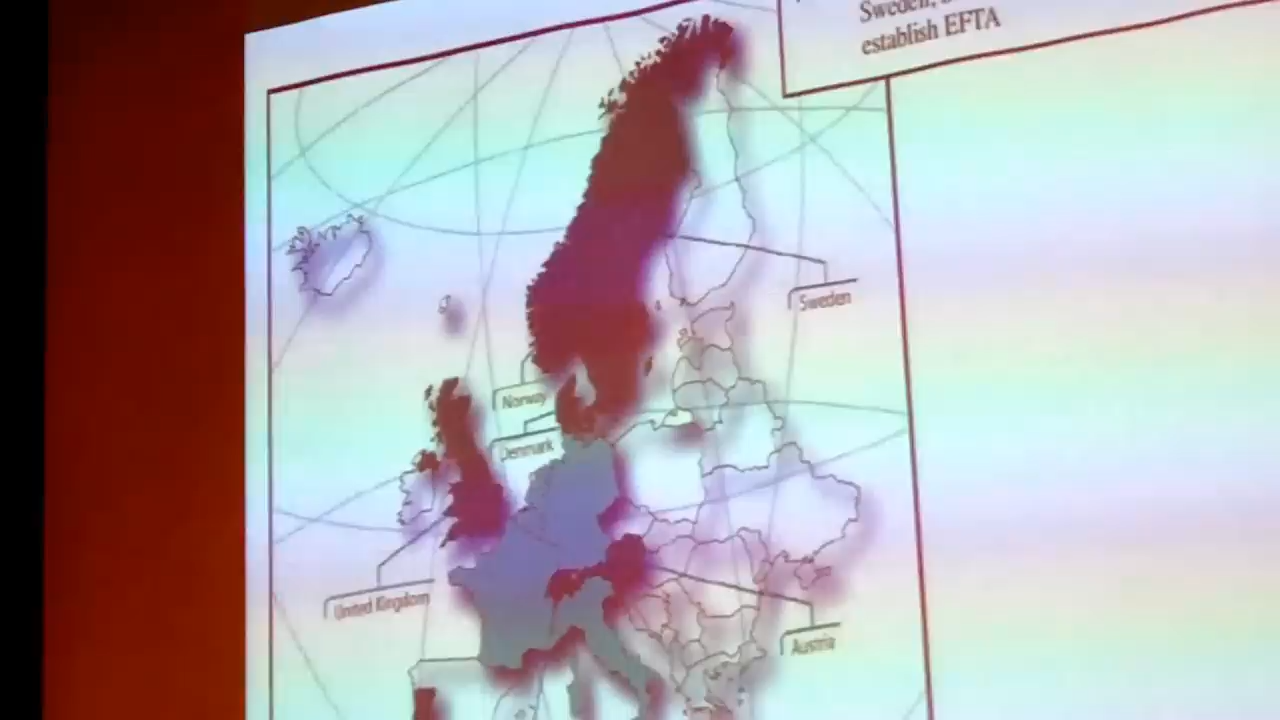 Sweden,
establish EFTA
Sweden
Norway
Denmark
United Kingdom
Austria